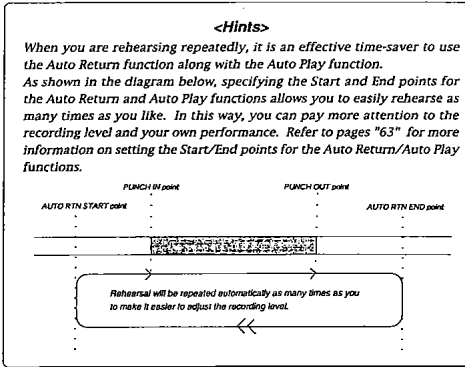 <Hints>
When you are rehearsing repeatedly, it is an effective time-saver to use
the Auto Return function along with the Auto Play function.
As shown in the diagram below, specifying the Start and End points for
the Auto Return and Auto Play functions allows you to easily rehearse as
many times as you like. In this way, you can pay more attention to the
recording level and your own performance. Refer to pages "63" for more
information on setting the Start/End points for the Auto Return/Auto Play
functions.
PUNCH IN point PUNCH OUT point
AUTO RTN START point AUTO RTN END point
Rehearsal will be repeated automatically as many times as you
to make it easier to adjust the recording level.